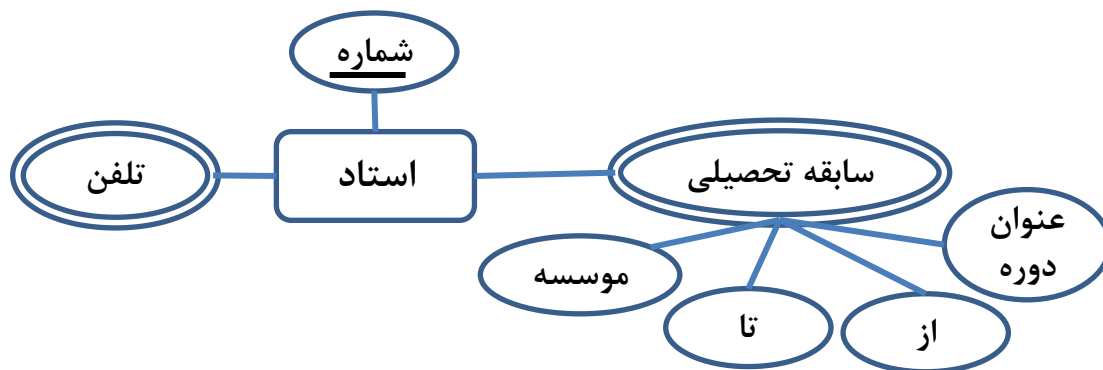 شماره
استاد
تلفن
سابقه تحصیلی
عنوان
دوره
موسسه
تا
از